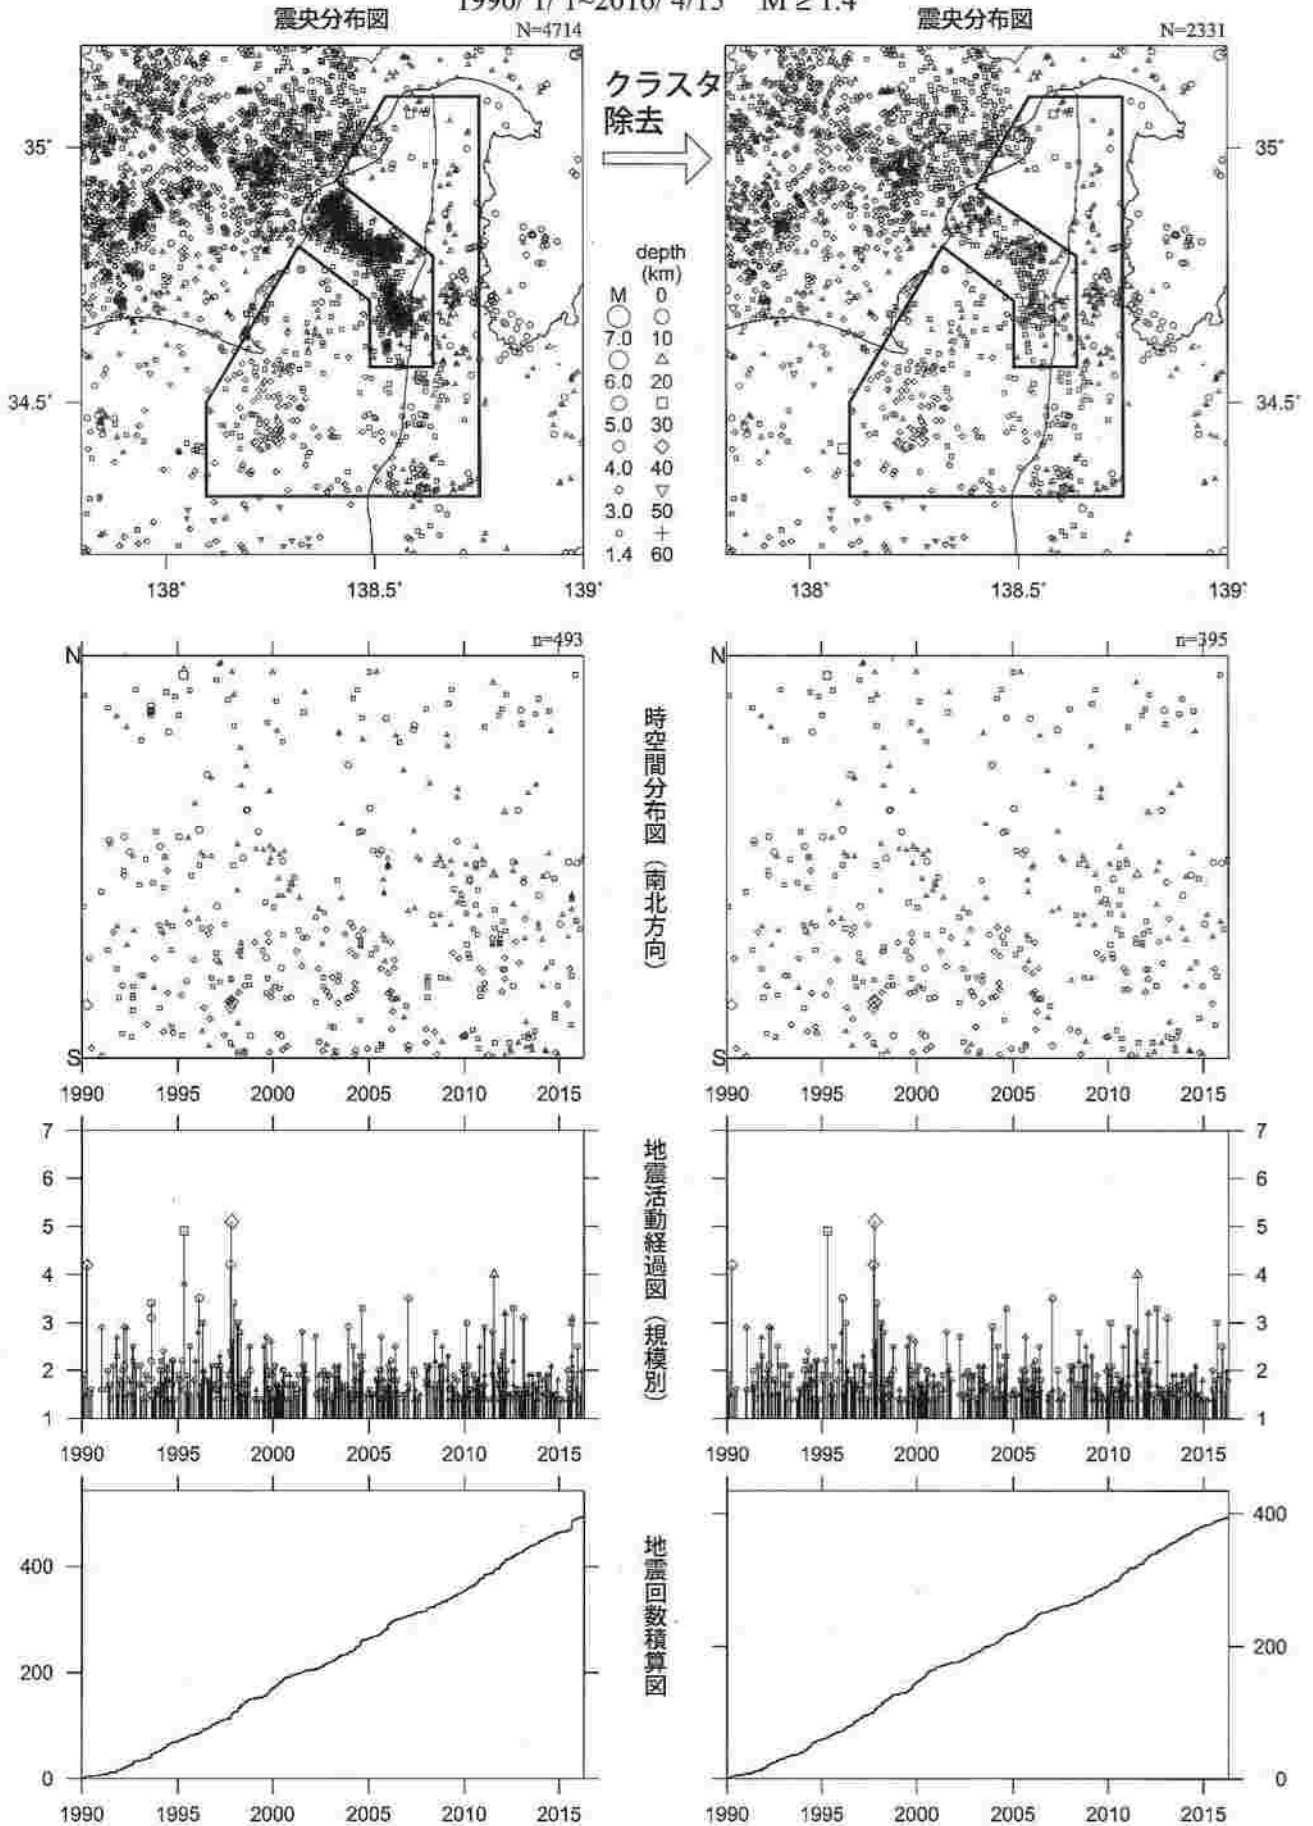 1990/ 1/ 1~2016/ 4/15 M ≥ 1.4
震央分布図
N=4714
震央分布図
N=2331
クラスタ
除去
35°
34.5°
138°
138.5°
139°
depth
(km)
M 0
7.0 10
6.0 20
5.0 30
4.0 40
3.0 50
1.4 60
35°
34.5°
138°
138.5°
139°
n=493
N
S
1990 1995 2000 2005 2010 2015
時空間分布図（南北方向）
n=395
N
S
1990 1995 2000 2005 2010 2015
7
6
5
4
3
2
1
1990 1995 2000 2005 2010 2015
地震活動経過図（規模別）
7
6
5
4
3
2
1
1990 1995 2000 2005 2010 2015
400
200
0
1990 1995 2000 2005 2010 2015
地震回数積算図
400
200
0
1990 1995 2000 2005 2010 2015